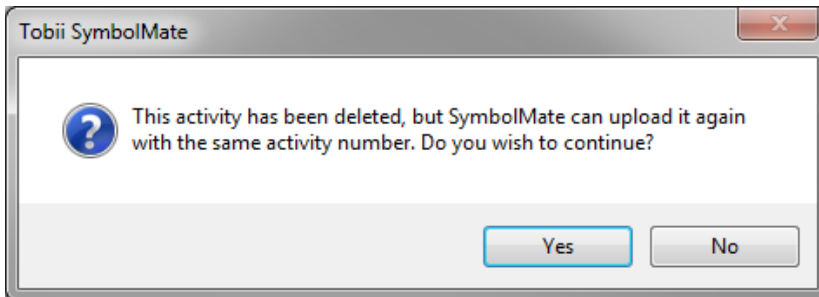 Tobii SymbolMate
This activity has been deleted, but SymbolMate can upload it again
with the same activity number. Do you wish to continue?
Yes
No